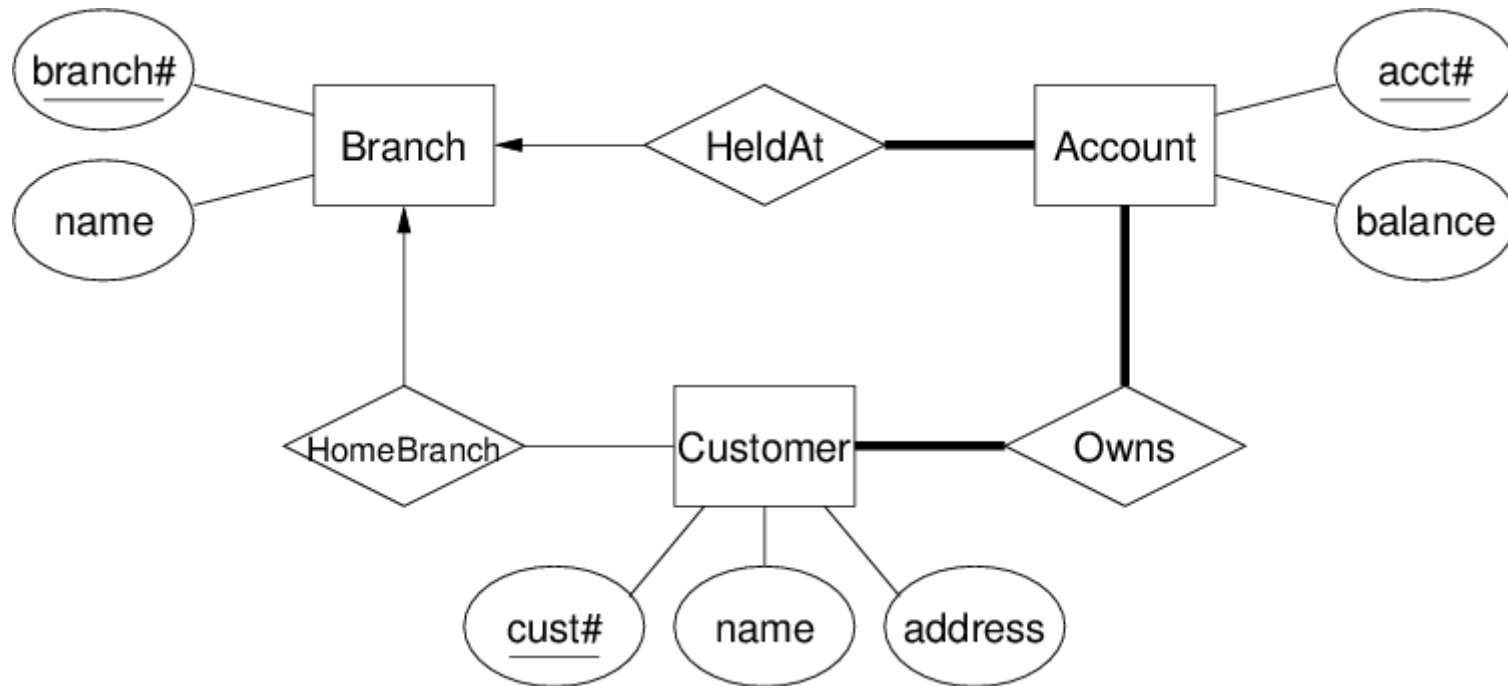 branch#
Branch
HeldAt
Account
acct#
name
balance
HomeBranch
Customer
Owns
cust#
name
address